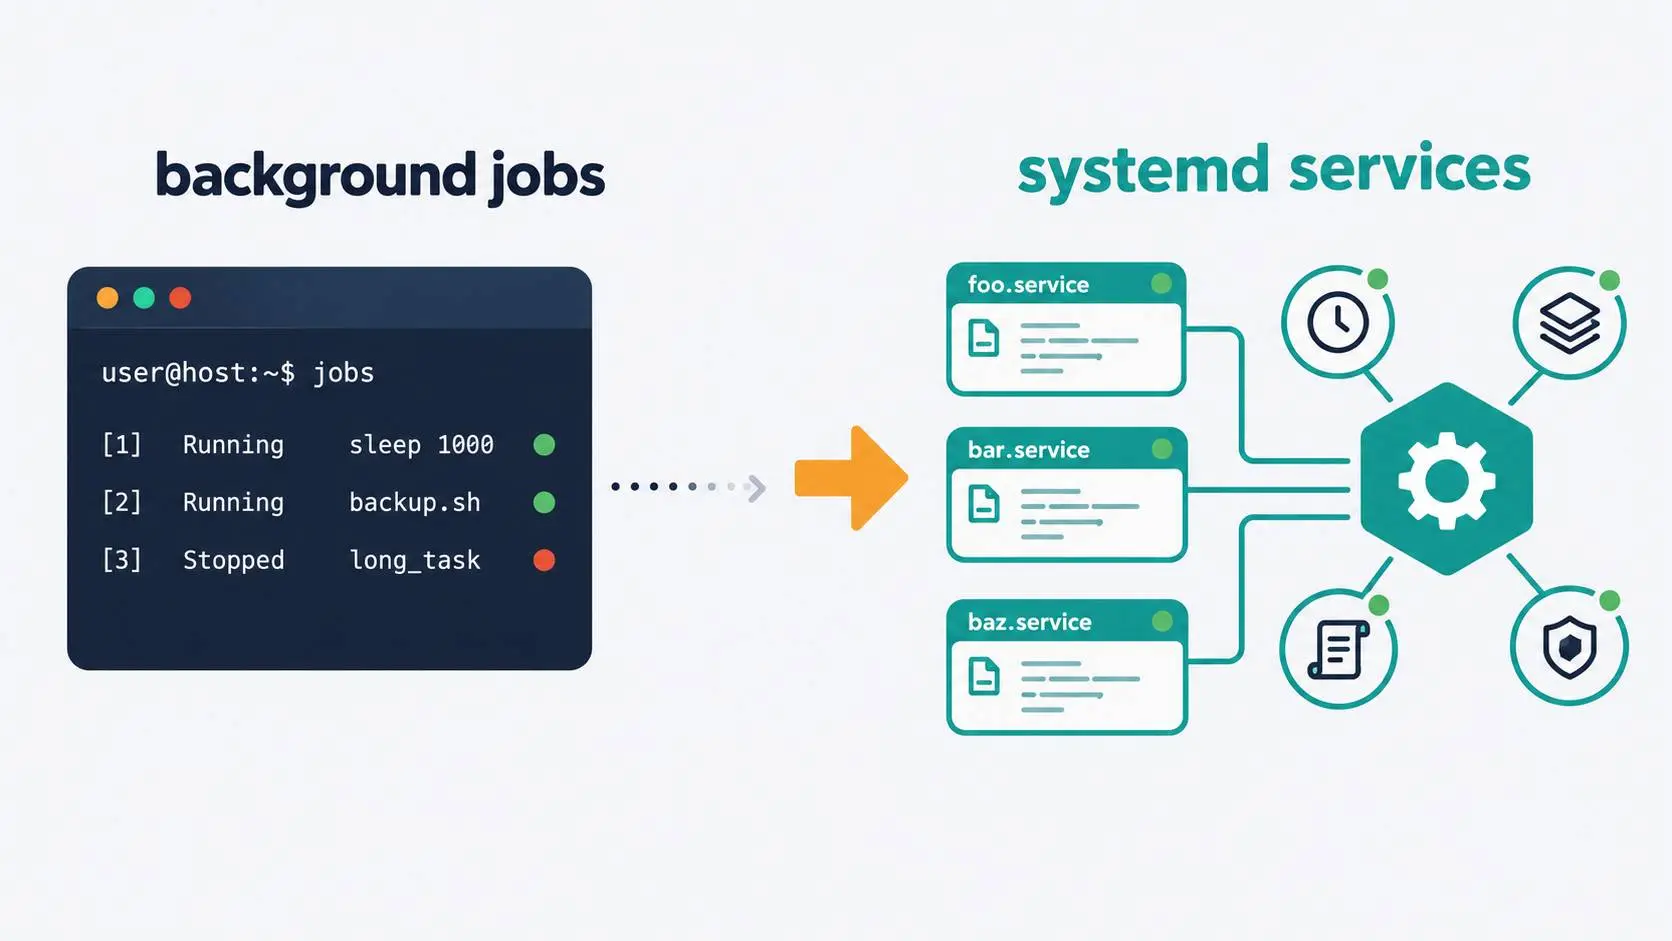 background jobs
user@host:~$ jobs
[1] Running sleep 1000
[2] Running backup.sh
[3] Stopped long_task
systemd services
foo.service
bar.service
baz.service